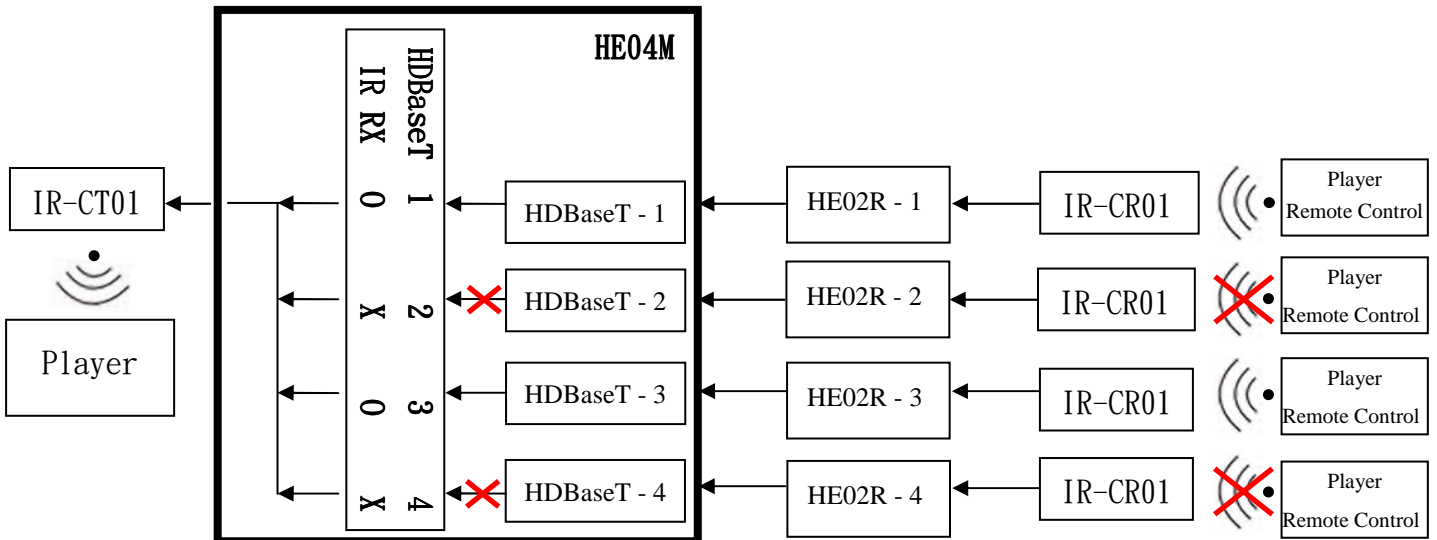 HE04M
HDBaseT 1 2 3 4
IR RX O X O X
IR-CT01
Player
HDBaseT - 1
HE02R - 1
IR-CR01
Player
Remote Control
HDBaseT - 2
HE02R - 2
IR-CR01
Player
Remote Control
HDBaseT - 3
HE02R - 3
IR-CR01
Player
Remote Control
HDBaseT - 4
HE02R - 4
IR-CR01
Player
Remote Control